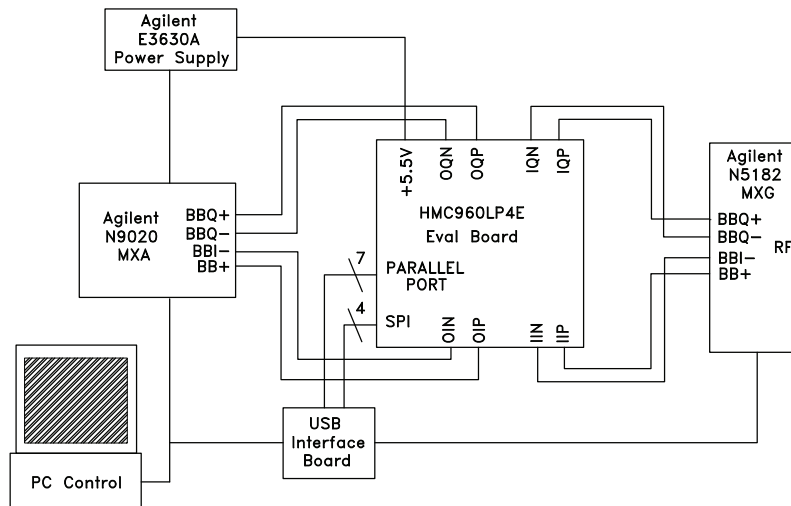 Agilent
E3630A
Power Supply
+5.5V
OQN
OQP
IQN
IQP
Agilent
N9020
MXA
BBQ+
BBQ−
BBI−
BB+
HMC960LP4E
Eval Board
7
PARALLEL
PORT
4
SPI
OIN
OIP
IIN
IIP
Agilent
N5182
MXG
BBQ+
BBQ−
BBI−
BB+
RF
USB
Interface
Board
PC Control